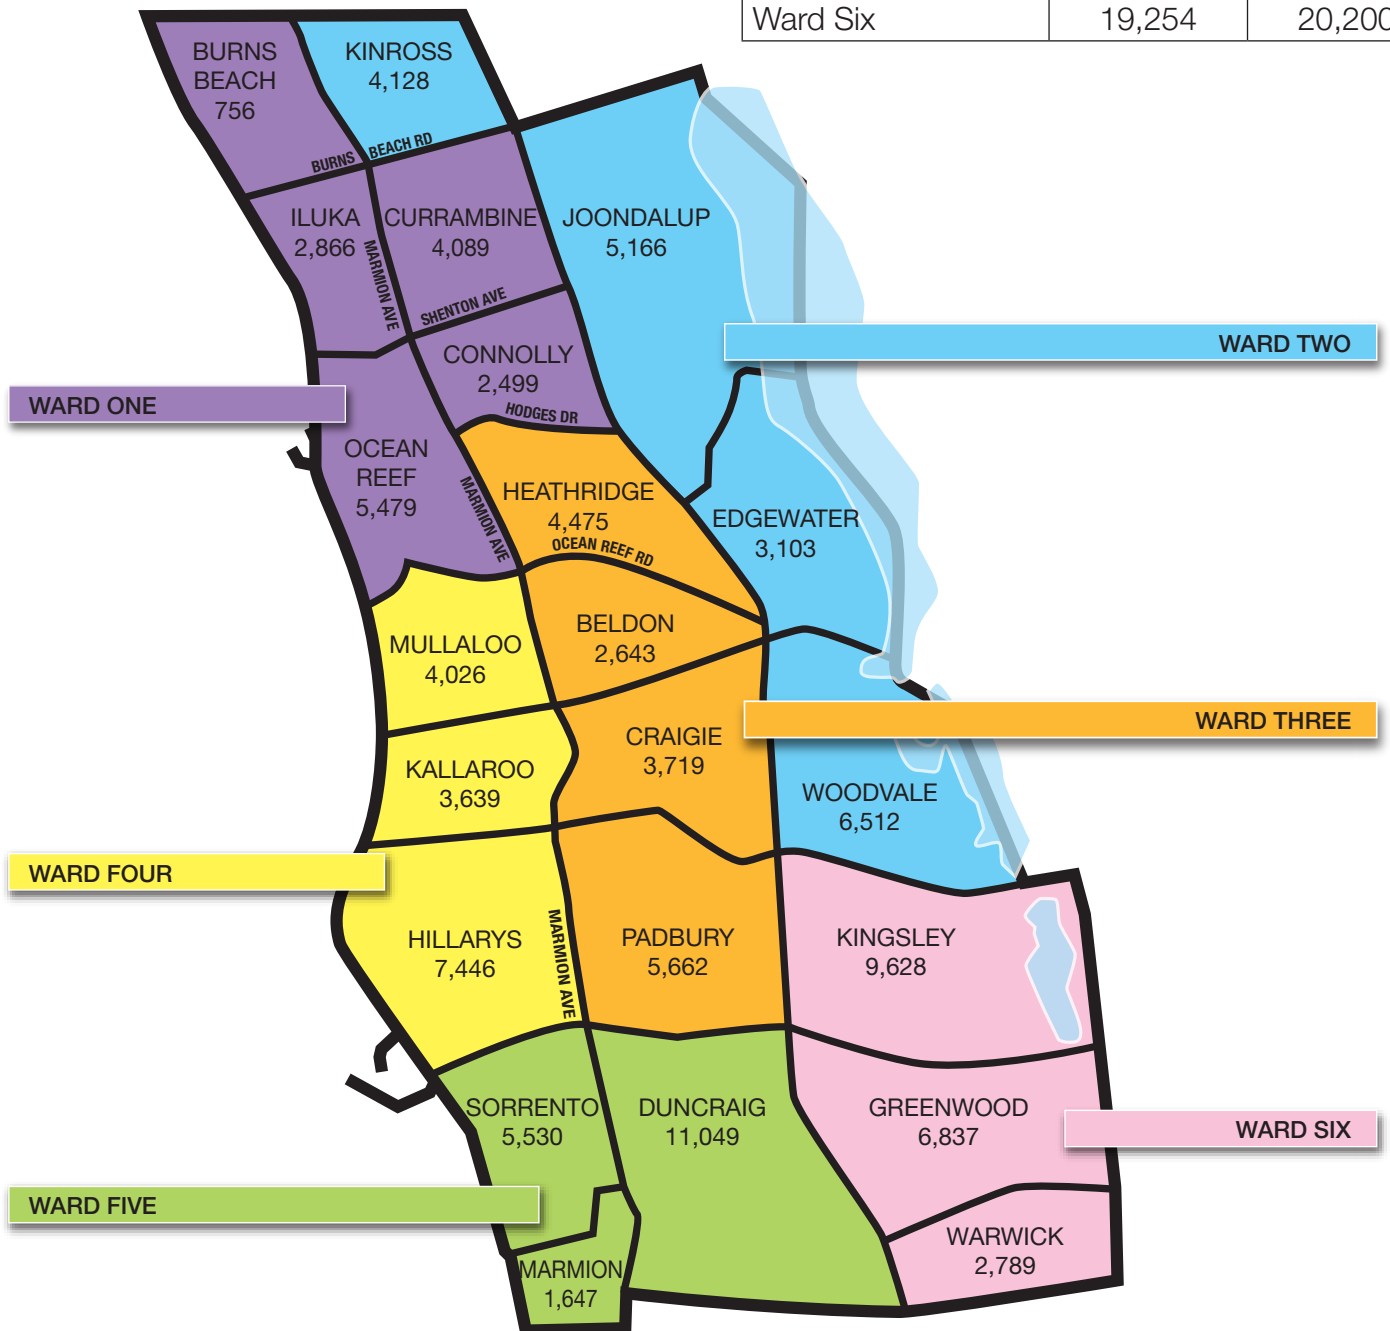 Ward Six 19,254 20,200
BURNS
BEACH
756
KINROSS
4,128
BURNS BEACH RD
ILUKA
2,866
CURRAMBINE
4,089
JOONDALUP
5,166
MARMION AVE
SHENTON AVE
WARD TWO
CONNOLLY
2,499
HODGES DR
WARD ONE
OCEAN
REEF
5,479
MARMION AVE
HEATHRIDGE
4,475
OCEAN REEF RD
EDGEWATER
3,103
MULLALOO
4,026
BELDON
2,643
WARD THREE
KALLAROO
3,639
CRAIGIE
3,719
WOODVALE
6,512
WARD FOUR
HILLARYS
7,446
MARMION AVE
PADBURY
5,662
KINGSLEY
9,628
SORRENTO
5,530
DUNCRAIG
11,049
GREENWOOD
6,837
WARD SIX
WARD FIVE
MARMION
1,647
WARWICK
2,789